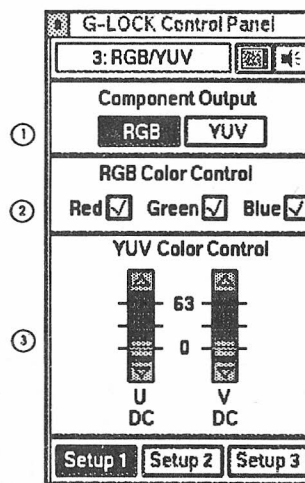 G-LOCK Control Panel
3: RGB/YUV
Component Output
1 RGB YUV
RGB Color Control
2 Red Green Blue
YUV Color Control
63
3
0
U V
DC DC
Setup 1 Setup 2 Setup 3